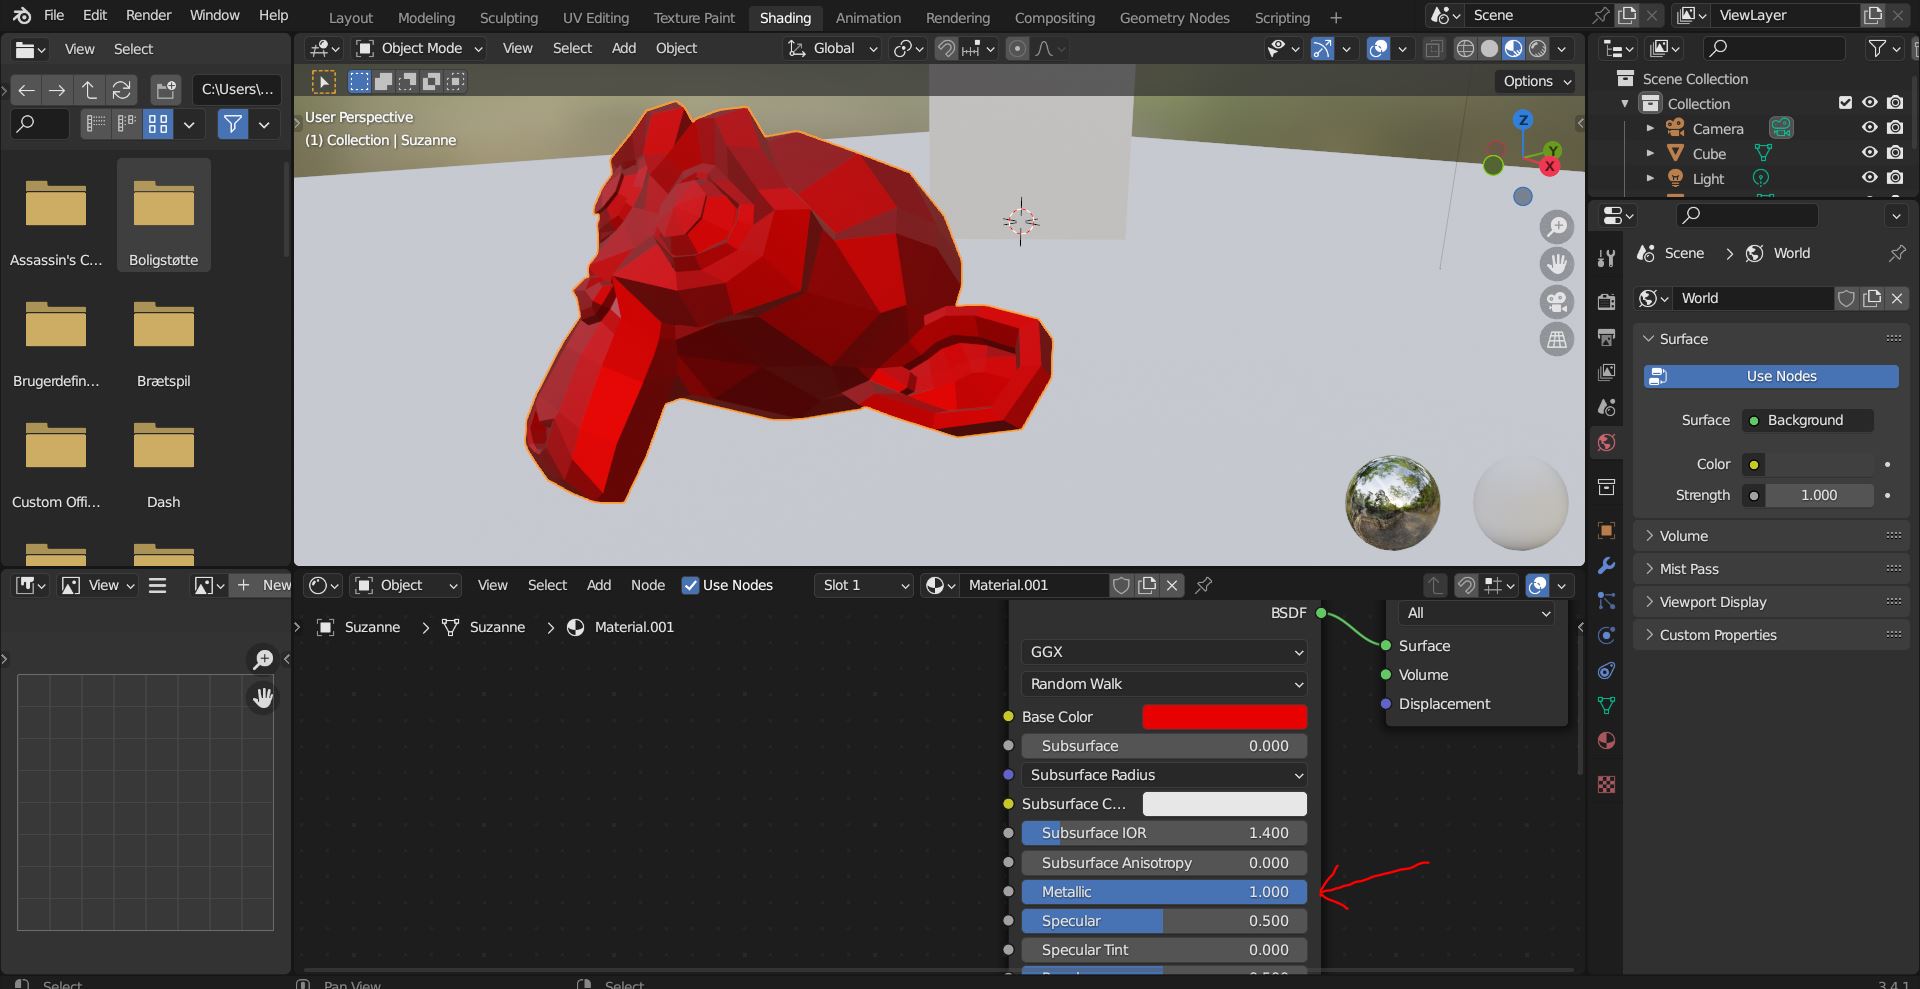 File Edit Render Window Help Layout Modeling Sculpting UV Editing Texture Paint Shading Animation Rendering Compositing Geometry Nodes Scripting + Scene ViewLayer
View Select Object Mode View Select Add Object Global
C:\Users\...
Options
User Perspective
(1) Collection | Suzanne
Z
Y
X
Scene Collection
Collection
Camera
Cube
Light
Assassin's C... Boligstøtte
Brugerdefin... Brætspil
Custom Offi... Dash
Scene World
World
Surface
Use Nodes
Surface Background
Color
Strength 1.000
Volume
Mist Pass
Viewport Display
Custom Properties
View New
Object View Select Add Node Use Nodes Slot 1 Material.001
Suzanne Suzanne Material.001
BSDF
GGX
Random Walk
Base Color
Subsurface 0.000
Subsurface Radius
Subsurface C...
Subsurface IOR 1.400
Subsurface Anisotropy 0.000
Metallic 1.000
Specular 0.500
Specular Tint 0.000
All
Surface
Volume
Displacement
Select Pan View Select 3.4.1